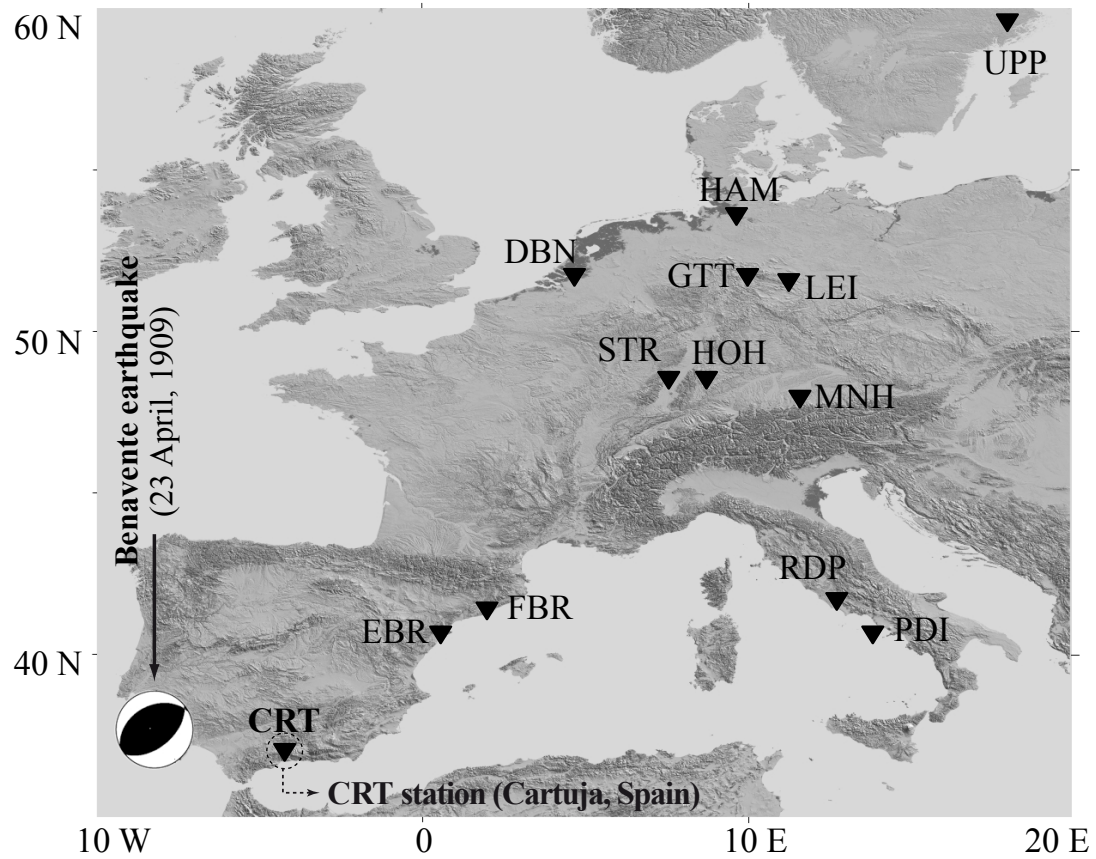 60 N
UPP
HAM
DBN
GTT
LEI
50 N
STR
HOH
MNH
Benavente earthquake
(23 April, 1909)
RDP
FBR
EBR
PDI
40 N
CRT
CRT station (Cartuja, Spain)
10 W
0
10 E
20 E